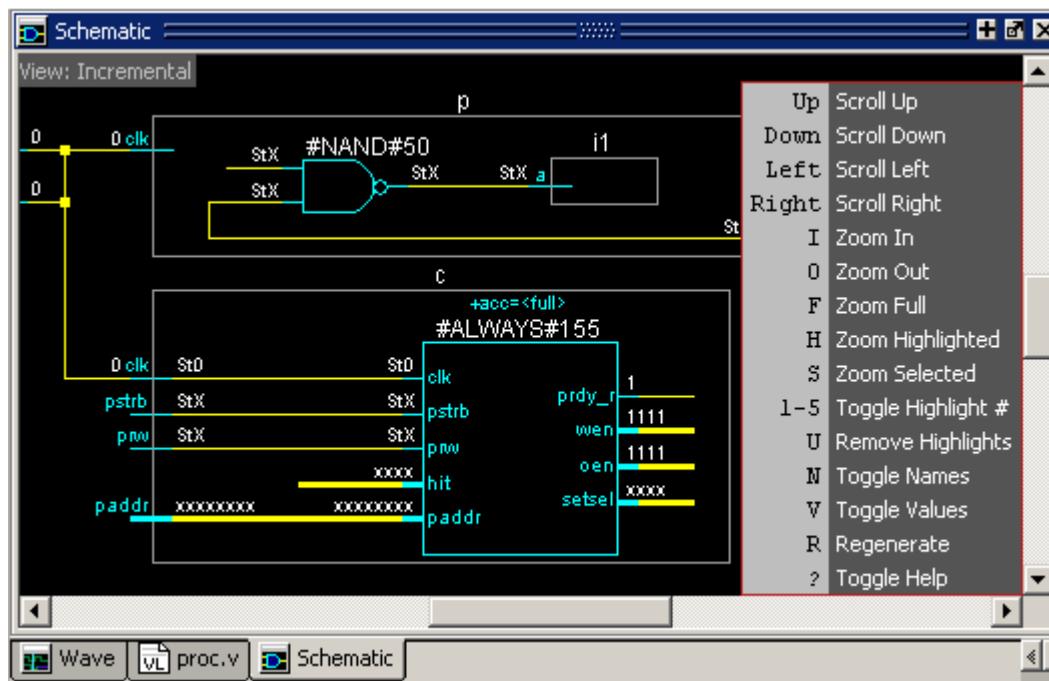 Schematic
View: Incremental
p
0
0 clk
StX
#NAND#50
StX
StX a
i1
0
StX
St
c
+acc=<full>
#ALWAYS#155
0 clk
St0
St0
clk
prdy_r
1
pstrb
StX
StX
pstrb
wen
1111
prw
StX
StX
prw
oen
1111
xxxx
hit
setsel
xxxx
paddr
xxxxxxxx
xxxxxxxx
paddr
Up Scroll Up
Down Scroll Down
Left Scroll Left
Right Scroll Right
I Zoom In
O Zoom Out
F Zoom Full
H Zoom Highlighted
S Zoom Selected
1-5 Toggle Highlight #
U Remove Highlights
N Toggle Names
V Toggle Values
R Regenerate
? Toggle Help
Wave
VL proc.v
Schematic